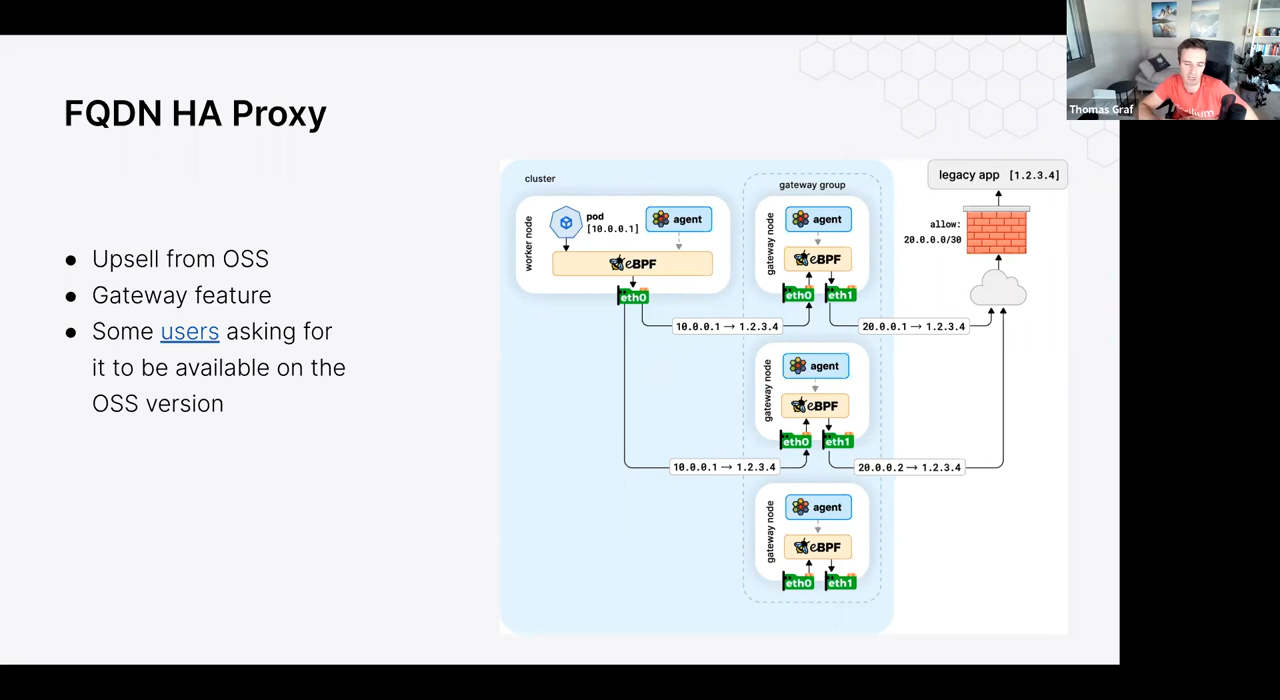 FQDN HA Proxy
● Upsell from OSS
● Gateway feature
● Some users asking for
it to be available on the
OSS version
cluster
worker node
pod
[10.0.0.1]
agent
eBPF
eth0
gateway group
gateway node
agent
eBPF
eth0
eth1
10.0.0.1 → 1.2.3.4
20.0.0.1 → 1.2.3.4
gateway node
agent
eBPF
eth0
eth1
10.0.0.1 → 1.2.3.4
20.0.0.2 → 1.2.3.4
gateway node
agent
eBPF
eth0
eth1
legacy app [1.2.3.4]
allow:
20.0.0.0/30
Thomas Graf